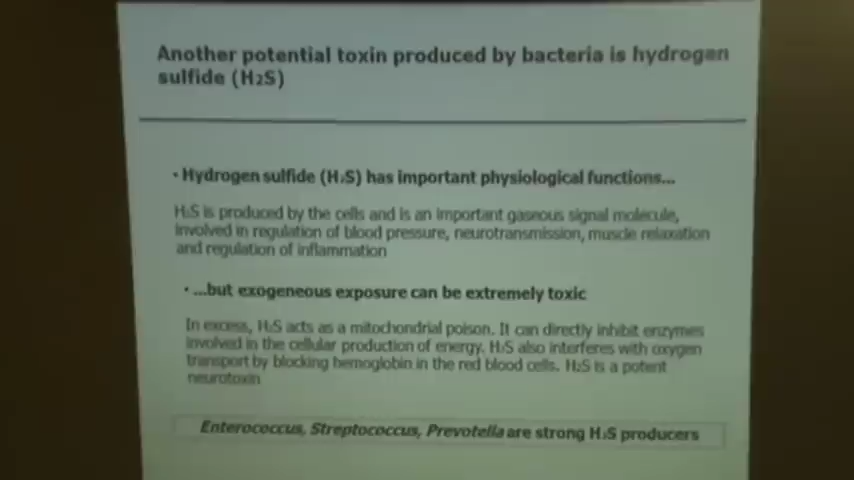 Another potential toxin produced by bacteria is hydrogen
sulfide (H₂S)
· Hydrogen sulfide (H₂S) has important physiological functions...
H₂S is produced by the cells and is an important gaseous signal molecule,
involved in regulation of blood pressure, neurotransmission, muscle relaxation
and regulation of inflammation
· ...but exogeneous exposure can be extremely toxic
In excess, H₂S acts as a mitochondrial poison. It can directly inhibit enzymes
involved in the cellular production of energy. H₂S also interferes with oxygen
transport by blocking hemoglobin in the red blood cells. H₂S is a potent
neurotoxin
Enterococcus, Streptococcus, Prevotella are strong H₂S producers